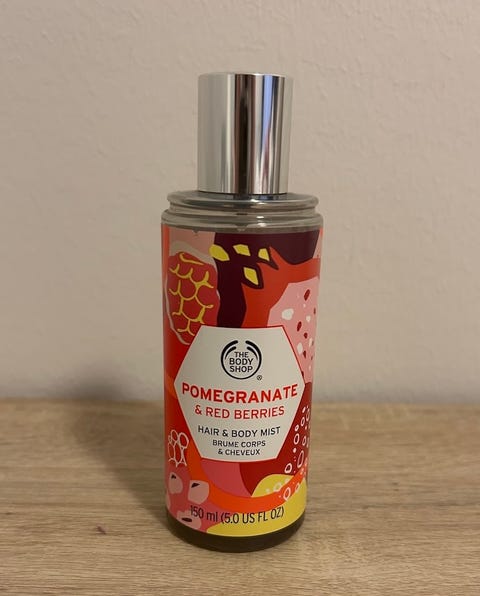 THE
BODY
SHOP
®
POMEGRANATE
& RED BERRIES
HAIR & BODY MIST
BRUME CORPS
& CHEVEUX
150 ml (5.0 US FL OZ)